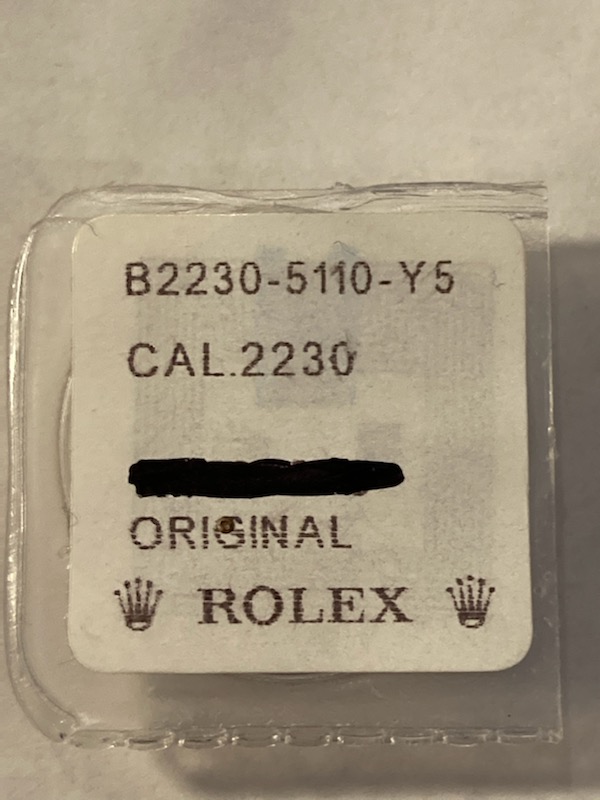 B2230-5110-Y5
CAL.2230
ORIGINAL
ROLEX